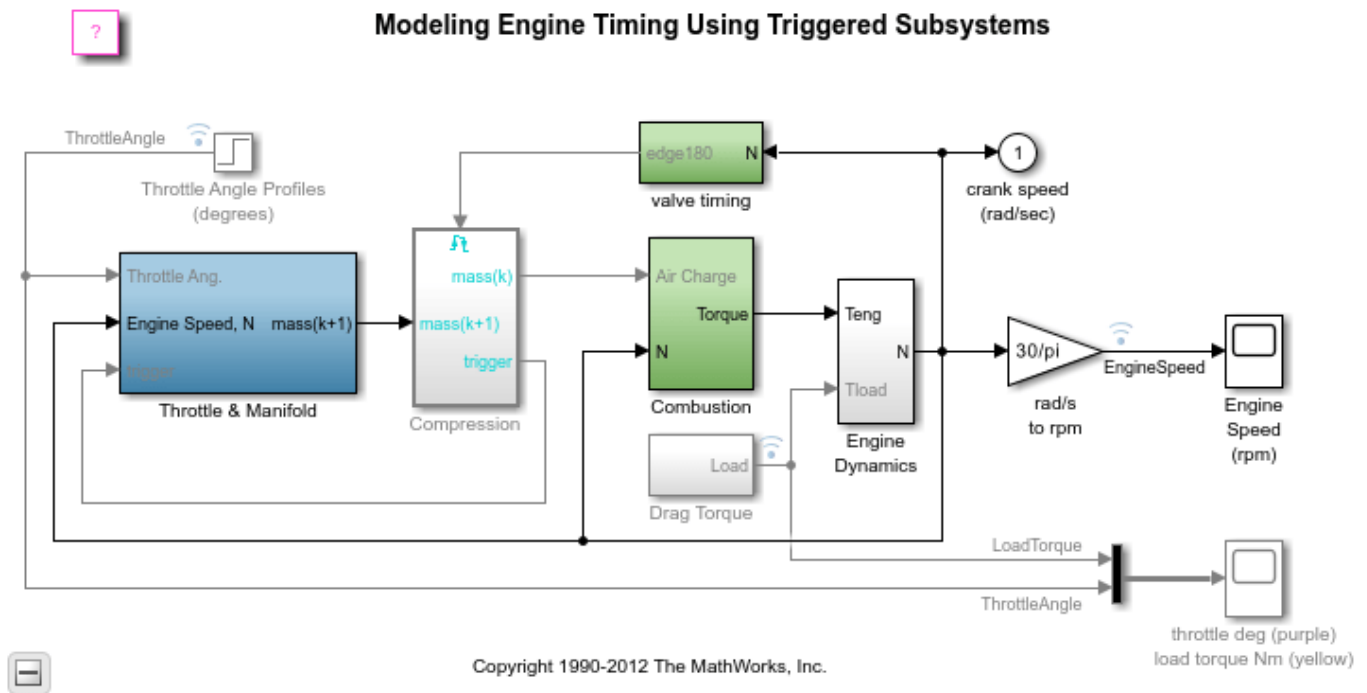 ?
Modeling Engine Timing Using Triggered Subsystems
ThrottleAngle
Throttle Angle Profiles
(degrees)
edge180
N
valve timing
1
crank speed
(rad/sec)
Throttle Ang.
Engine Speed, N
mass(k+1)
trigger
Throttle & Manifold
mass(k)
mass(k+1)
trigger
Compression
Air Charge
Torque
N
Combustion
Load
Drag Torque
Teng
N
Tload
Engine
Dynamics
30/pi
rad/s
to rpm
EngineSpeed
Engine
Speed
(rpm)
LoadTorque
ThrottleAngle
throttle deg (purple)
load torque Nm (yellow)
Copyright 1990-2012 The MathWorks, Inc.